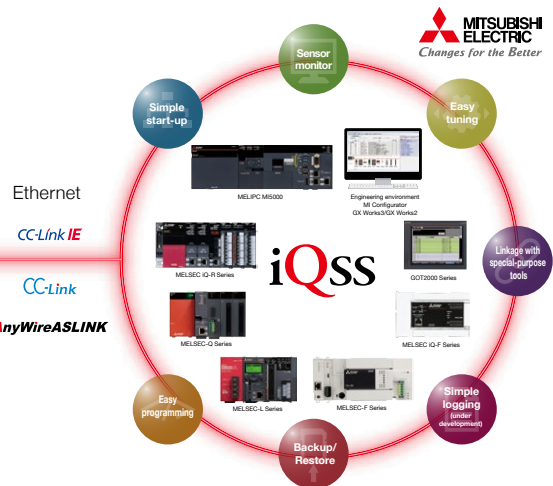 MITSUBISHI
ELECTRIC
Changes for the Better
Sensor
monitor
Simple
start-up
Easy
tuning
MELIPC MI5000
Engineering environment
MI Configurator
GX Works3/GX Works2
Ethernet
CC-Link IE
CC-Link
AnyWireASLINK
MELSEC iQ-R Series
iQss
GOT2000 Series
Linkage with
special-purpose
tools
MELSEC-Q Series
MELSEC iQ-F Series
MELSEC-L Series
MELSEC-F Series
Easy
programming
Simple
logging
(under
development)
Backup/
Restore